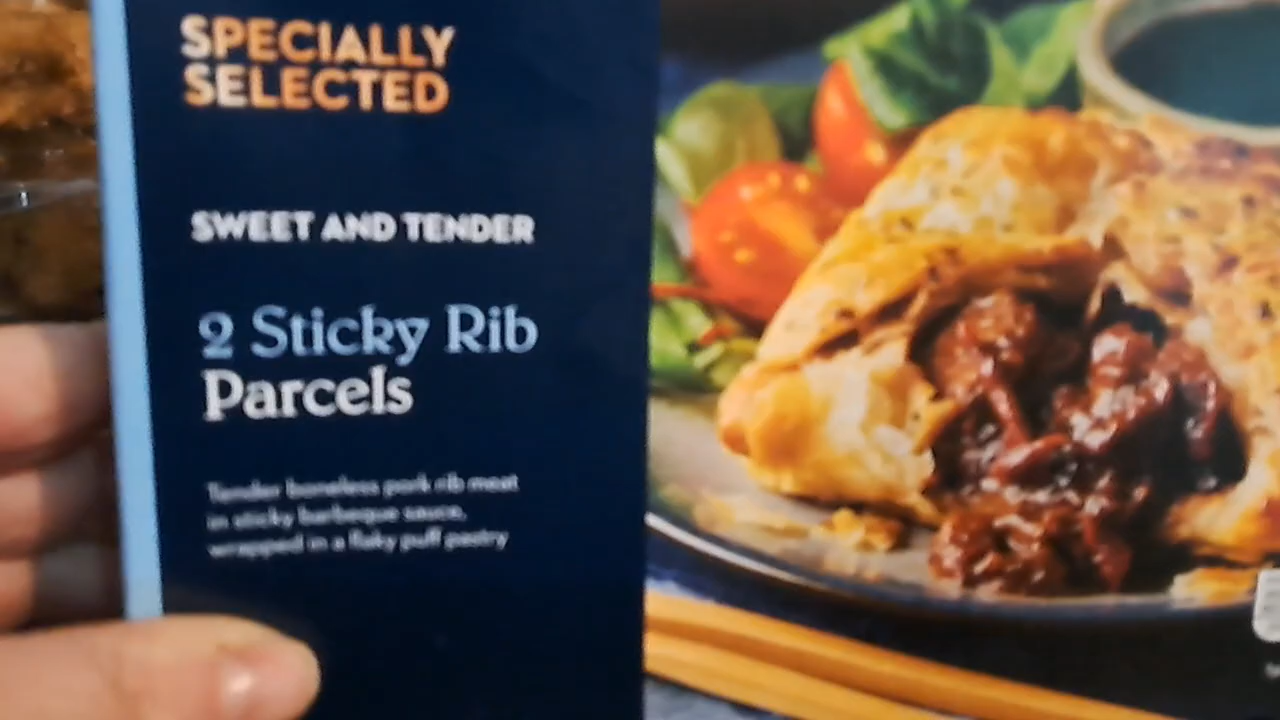 SPECIALLY
SELECTED
SWEET AND TENDER
2 Sticky Rib
Parcels
Tender boneless pork rib meat
in sticky barbeque sauce,
wrapped in a flaky puff pastry